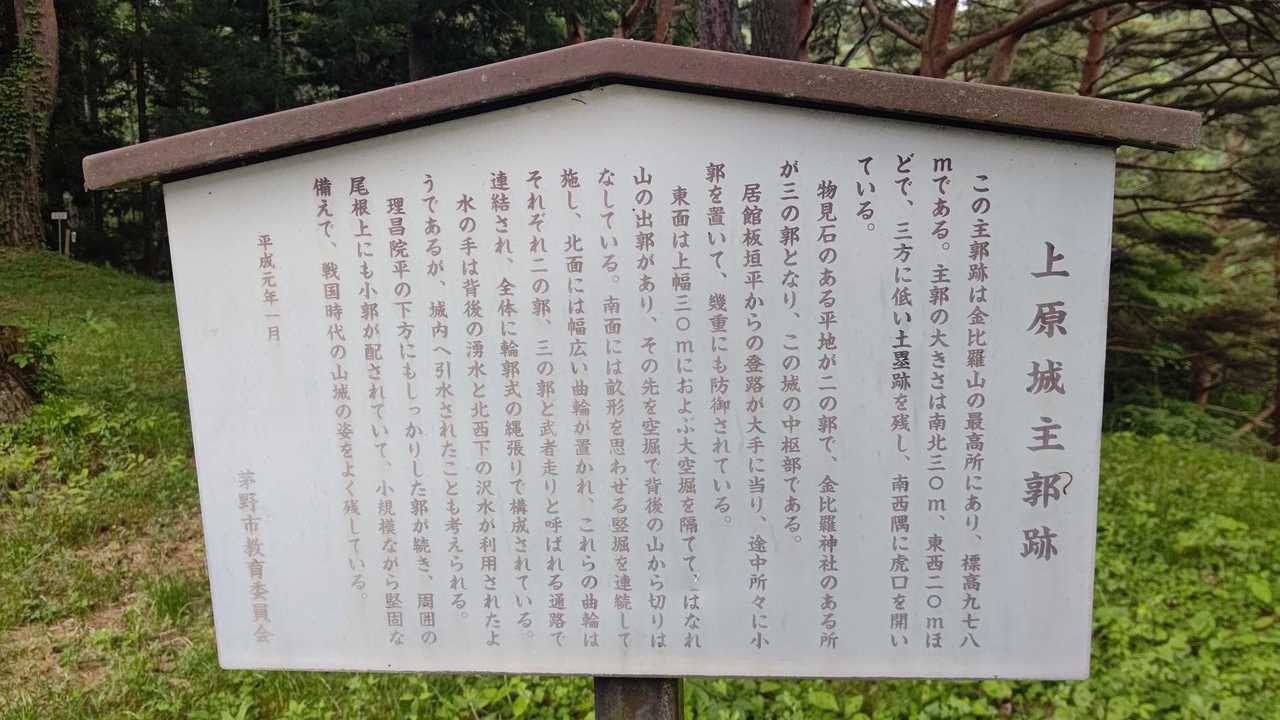 上原城主郭跡
この主郭跡は金比羅山の最高所にあり、標高九七八
mである。主郭の大きさは南北三〇m、東西二〇mほ
どで、三方に低い土塁跡を残し、南西隅に虎口を開い
ている。
物見石のある平地が二の郭で、金比羅神社のある所
が三の郭となり、この城の中枢部である。
居館板垣平からの登路が大手に当り、途中所々に小
郭を置いて、幾重にも防御されている。
東面は上幅三〇mにおよぶ大空堀を隔てて、はなれ
山の出郭があり、その先を空堀で背後の山から切りは
なしている。南面には畝形を思わせる竪堀を連続して
施し、北面には幅広い曲輪が置かれ、これらの曲輪は
それぞれ二の郭、三の郭と武者走りと呼ばれる通路で
連結され、全体に輪郭式の縄張りで構成されている。
水の手は背後の湧水と北西下の沢水が利用されたよ
うであるが、城内へ引水されたことも考えられる。
理昌院平の下方にもしっかりした郭が続き、周囲の
尾根上にも小郭が配されていて、小規模ながら堅固な
備えで、戦国時代の山城の姿をよく残している。
平成元年一月
茅野市教育委員会